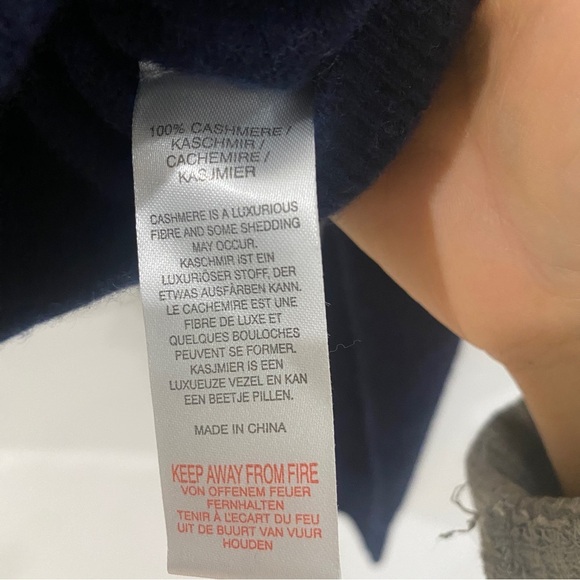 100% CASHMERE /
KASCHMIR /
CACHEMIRE /
KASJMIER
CASHMERE IS A LUXURIOUS
FIBRE AND SOME SHEDDING
MAY OCCUR.
KASCHMIR IST EIN
LUXURIÖSER STOFF, DER
ETWAS AUSFÄRBEN KANN.
LE CACHEMIRE EST UNE
FIBRE DE LUXE ET
QUELQUES BOULOCHES
PEUVENT SE FORMER.
KASJMIER IS EEN
LUXUEUZE VEZEL EN KAN
EEN BEETJE PILLEN.
MADE IN CHINA
KEEP AWAY FROM FIRE
VON OFFENEM FEUER
FERNHALTEN
TENIR À L'ECART DU FEU
UIT DE BUURT VAN VUUR
HOUDEN